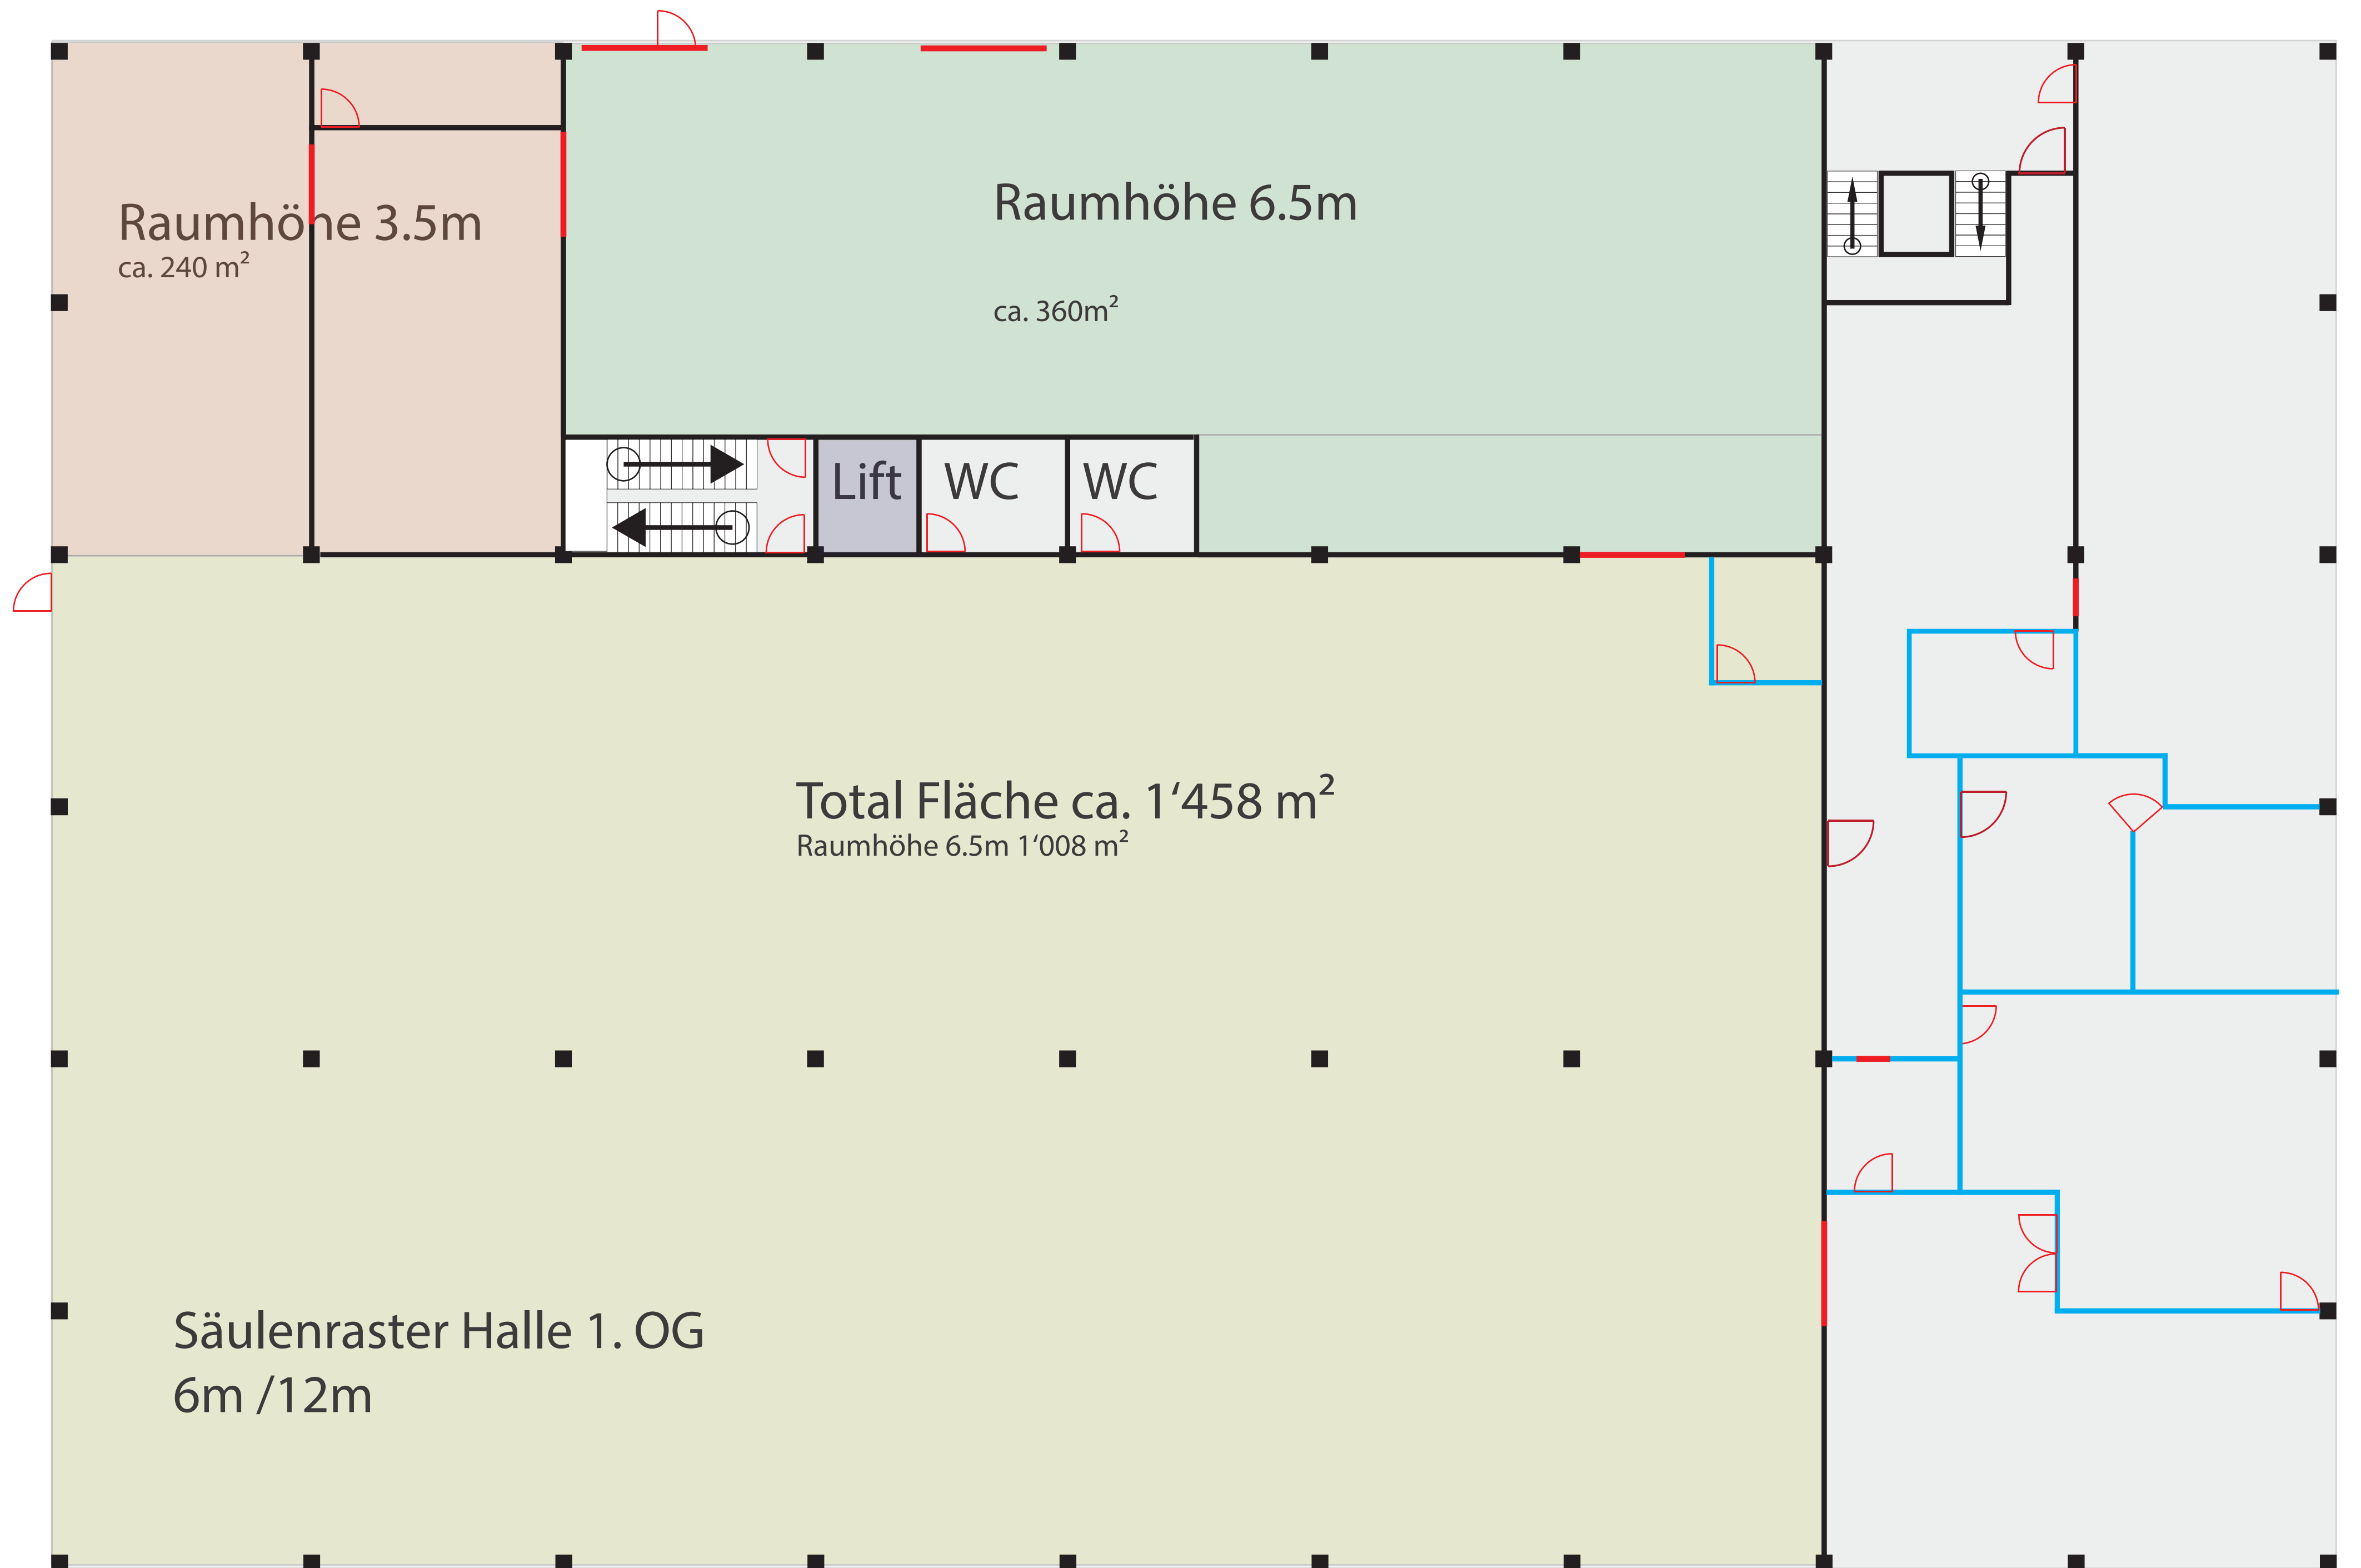 Raumhöhe 3.5m
ca. 240 m²
Raumhöhe 6.5m
ca. 360m²
Lift
WC
WC
Total Fläche ca. 1‘458 m²
Raumhöhe 6.5m 1‘008 m²
Säulenraster Halle 1. OG
6m /12m